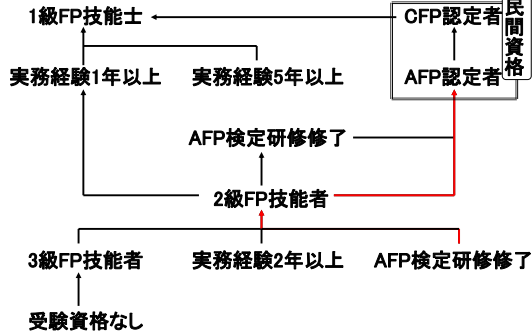 1級FP技能士
CFP認定者
民間資格
実務経験1年以上
実務経験5年以上
AFP認定者
AFP検定研修修了
2級FP技能者
3級FP技能者
実務経験2年以上
AFP検定研修修了
受験資格なし